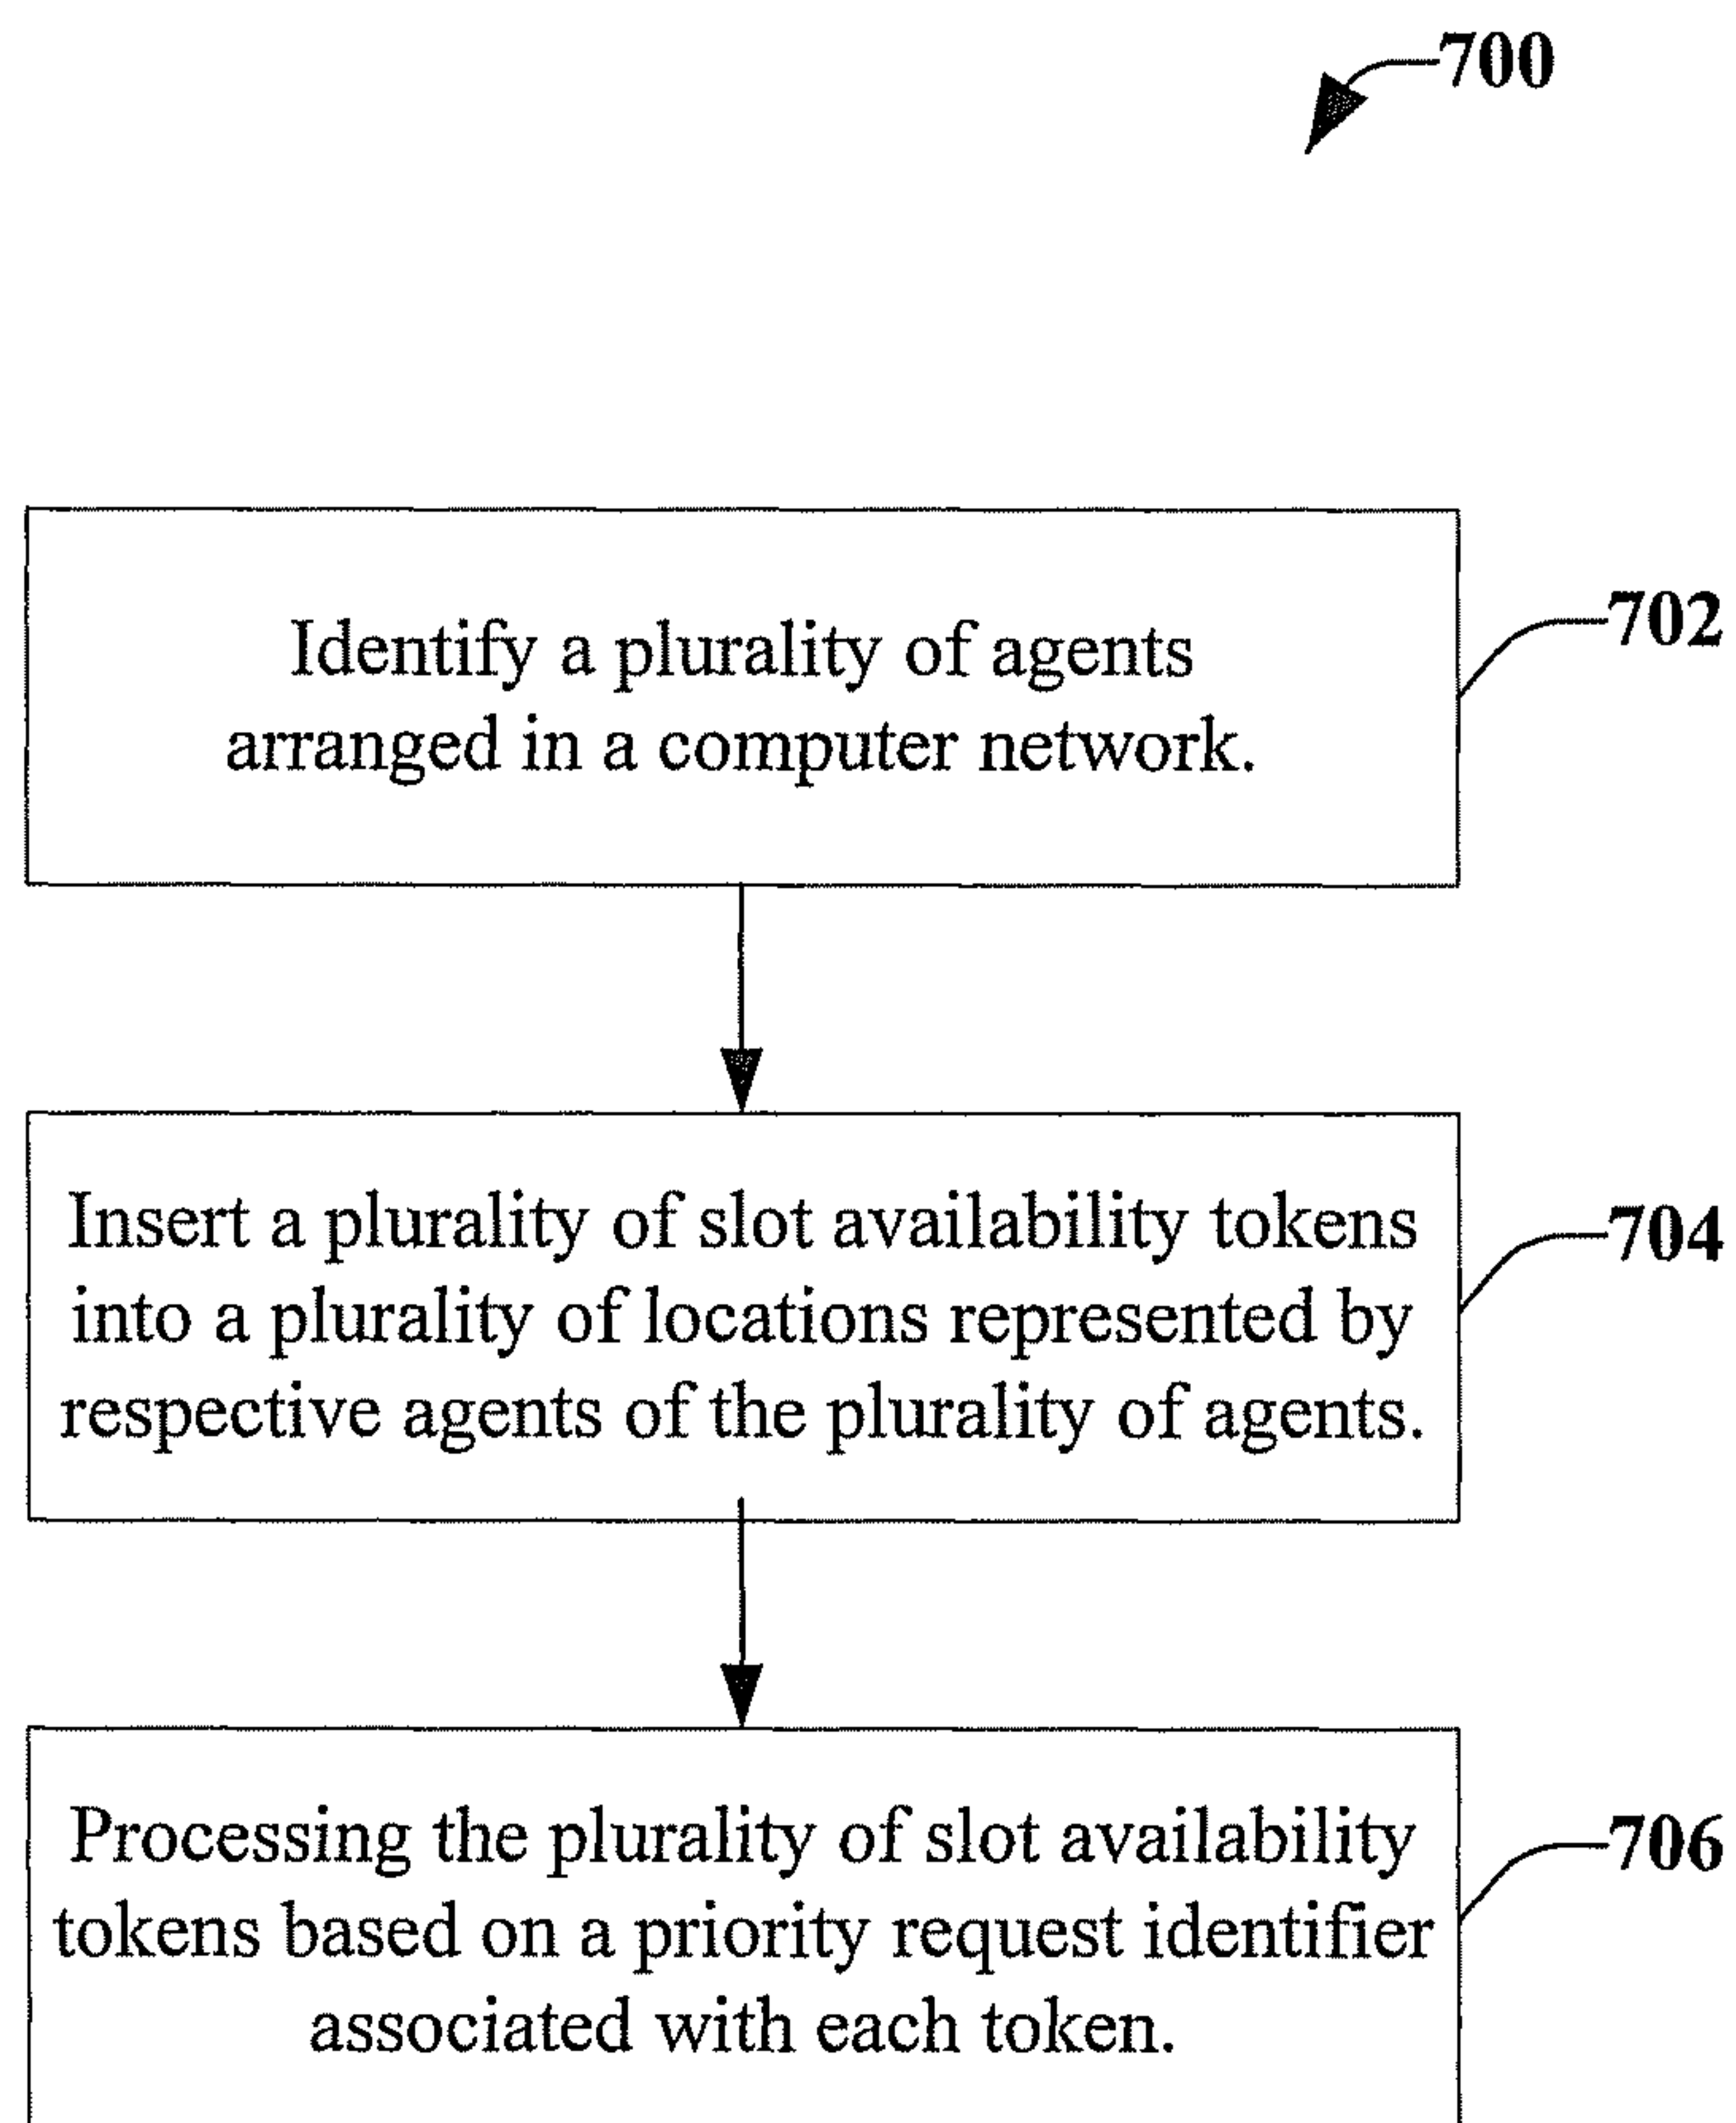 700
Identify a plurality of agents
arranged in a computer network.
702
Insert a plurality of slot availability tokens
into a plurality of locations represented by
respective agents of the plurality of agents.
704
Processing the plurality of slot availability
tokens based on a priority request identifier
associated with each token.
706